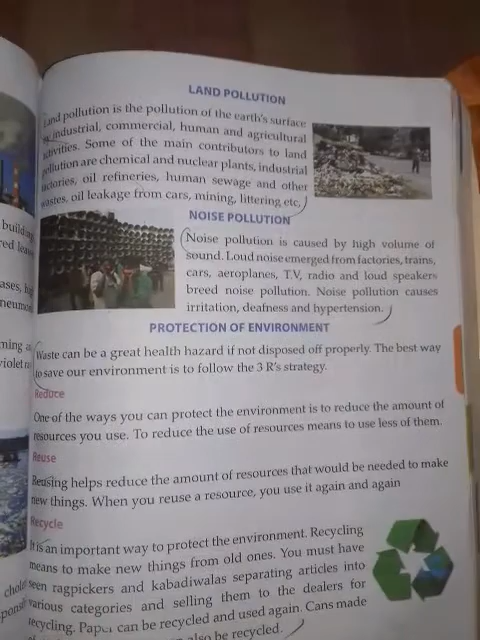 LAND POLLUTION
Land pollution is the pollution of the earth's surface
by industrial, commercial, human and agricultural
activities. Some of the main contributors to land
pollution are chemical and nuclear plants, industrial
factories, oil refineries, human sewage and other
wastes, oil leakage from cars, mining, littering etc,
NOISE POLLUTION
Noise pollution is caused by high volume of
sound. Loud noise emerged from factories, trains,
cars, aeroplanes, T.V, radio and loud speakers
breed noise pollution. Noise pollution causes
irritation, deafness and hypertension.
PROTECTION OF ENVIRONMENT
Waste can be a great health hazard if not disposed off properly. The best way
to save our environment is to follow the 3 R's strategy.
Reduce
One of the ways you can protect the environment is to reduce the amount of
resources you use. To reduce the use of resources means to use less of them.
Reuse
Reusing helps reduce the amount of resources that would be needed to make
new things. When you reuse a resource, you use it again and again
Recycle
It is an important way to protect the environment. Recycling
means to make new things from old ones. You must have
seen ragpickers and kabadiwalas separating articles into
various categories and selling them to the dealers for
recycling. Paper can be recycled and used again. Cans made
also be recycled.